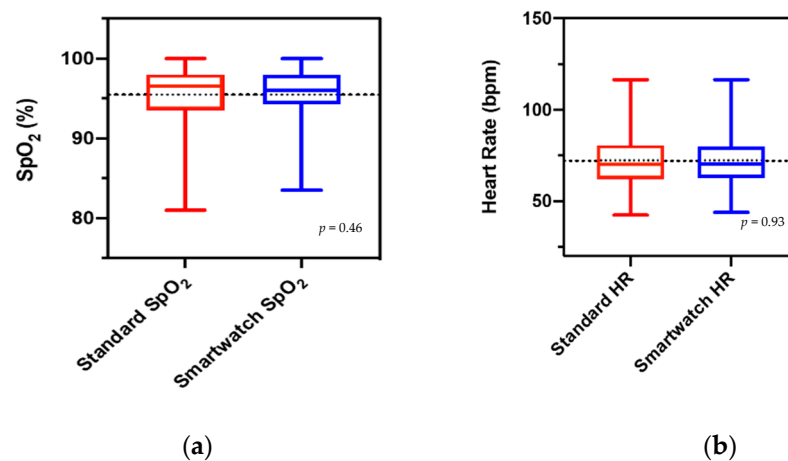 100
90
80
SpO2 (%)
p = 0.46
Standard SpO2
Smartwatch SpO2
(a)
150
100
50
Heart Rate (bpm)
p = 0.93
Standard HR
Smartwatch HR
(b)